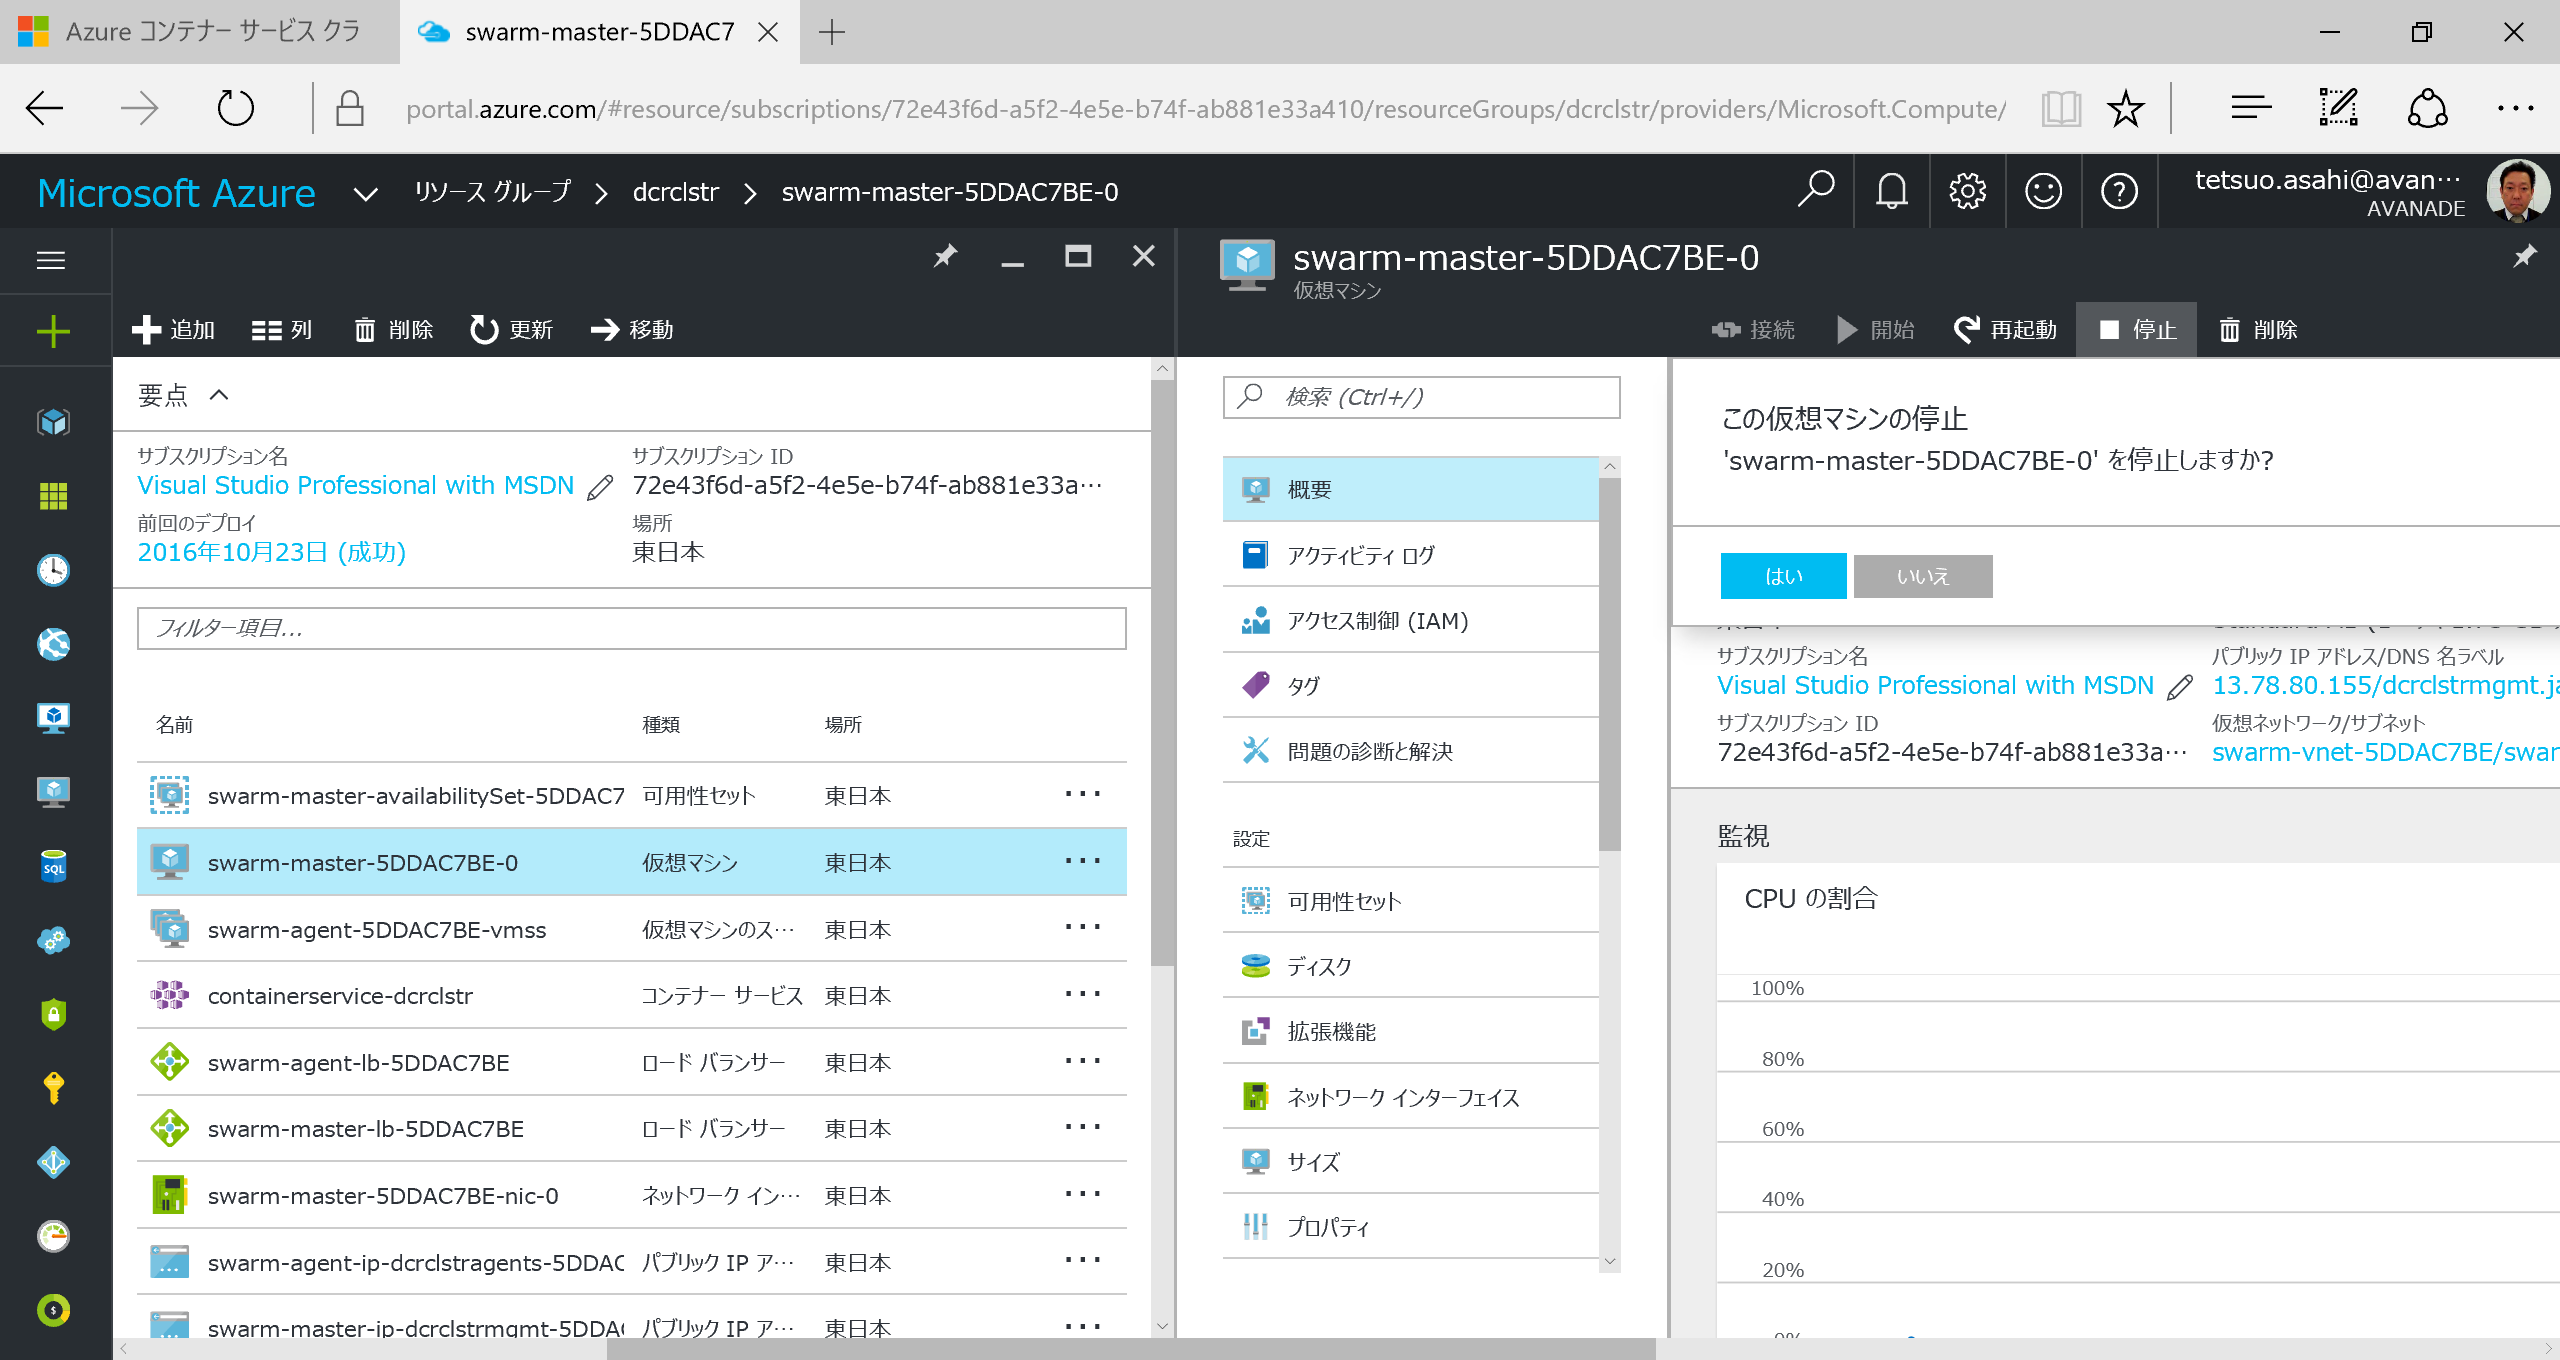 Azure コンテナー サービス クラ
swarm-master-5DDAC7
portal.azure.com/#resource/subscriptions/72e43f6d-a5f2-4e5e-b74f-ab881e33a410/resourceGroups/dcrclstr/providers/Microsoft.Compute/
Microsoft Azure
リソース グループ
dcrclstr
swarm-master-5DDAC7BE-0
tetsuo.asahi@avan…
AVANADE
追加 列 削除 更新 移動
要点
サブスクリプション名
Visual Studio Professional with MSDN
サブスクリプション ID
72e43f6d-a5f2-4e5e-b74f-ab881e33a…
前回のデプロイ
2016年10月23日 (成功)
場所
東日本
フィルター項目...
名前 種類 場所
swarm-master-availabilitySet-5DDAC7 可用性セット 東日本 ...
swarm-master-5DDAC7BE-0 仮想マシン 東日本 ...
swarm-agent-5DDAC7BE-vmss 仮想マシンのス… 東日本 ...
containerservice-dcrclstr コンテナー サービス 東日本 ...
swarm-agent-lb-5DDAC7BE ロード バランサー 東日本 ...
swarm-master-lb-5DDAC7BE ロード バランサー 東日本 ...
swarm-master-5DDAC7BE-nic-0 ネットワーク イン… 東日本 ...
swarm-agent-ip-dcrclstragents-5DDAC パブリック IP ア… 東日本 ...
swarm-master-ip-dcrclstrmgmt-5DDA パブリック IP ア… 東日本 ...
SQL
swarm-master-5DDAC7BE-0
仮想マシン
接続 開始 再起動 停止 削除
検索 (Ctrl+/)
概要
アクティビティ ログ
アクセス制御 (IAM)
タグ
問題の診断と解決
設定
可用性セット
ディスク
拡張機能
ネットワーク インターフェイス
サイズ
プロパティ
この仮想マシンの停止
'swarm-master-5DDAC7BE-0' を停止しますか?
はい いいえ
サブスクリプション名
Visual Studio Professional with MSDN
パブリック IP アドレス/DNS 名ラベル
13.78.80.155/dcrclstrmgmt.ja
サブスクリプション ID
72e43f6d-a5f2-4e5e-b74f-ab881e33a…
仮想ネットワーク/サブネット
swarm-vnet-5DDAC7BE/swar
監視
CPU の割合
100%
80%
60%
40%
20%
0%